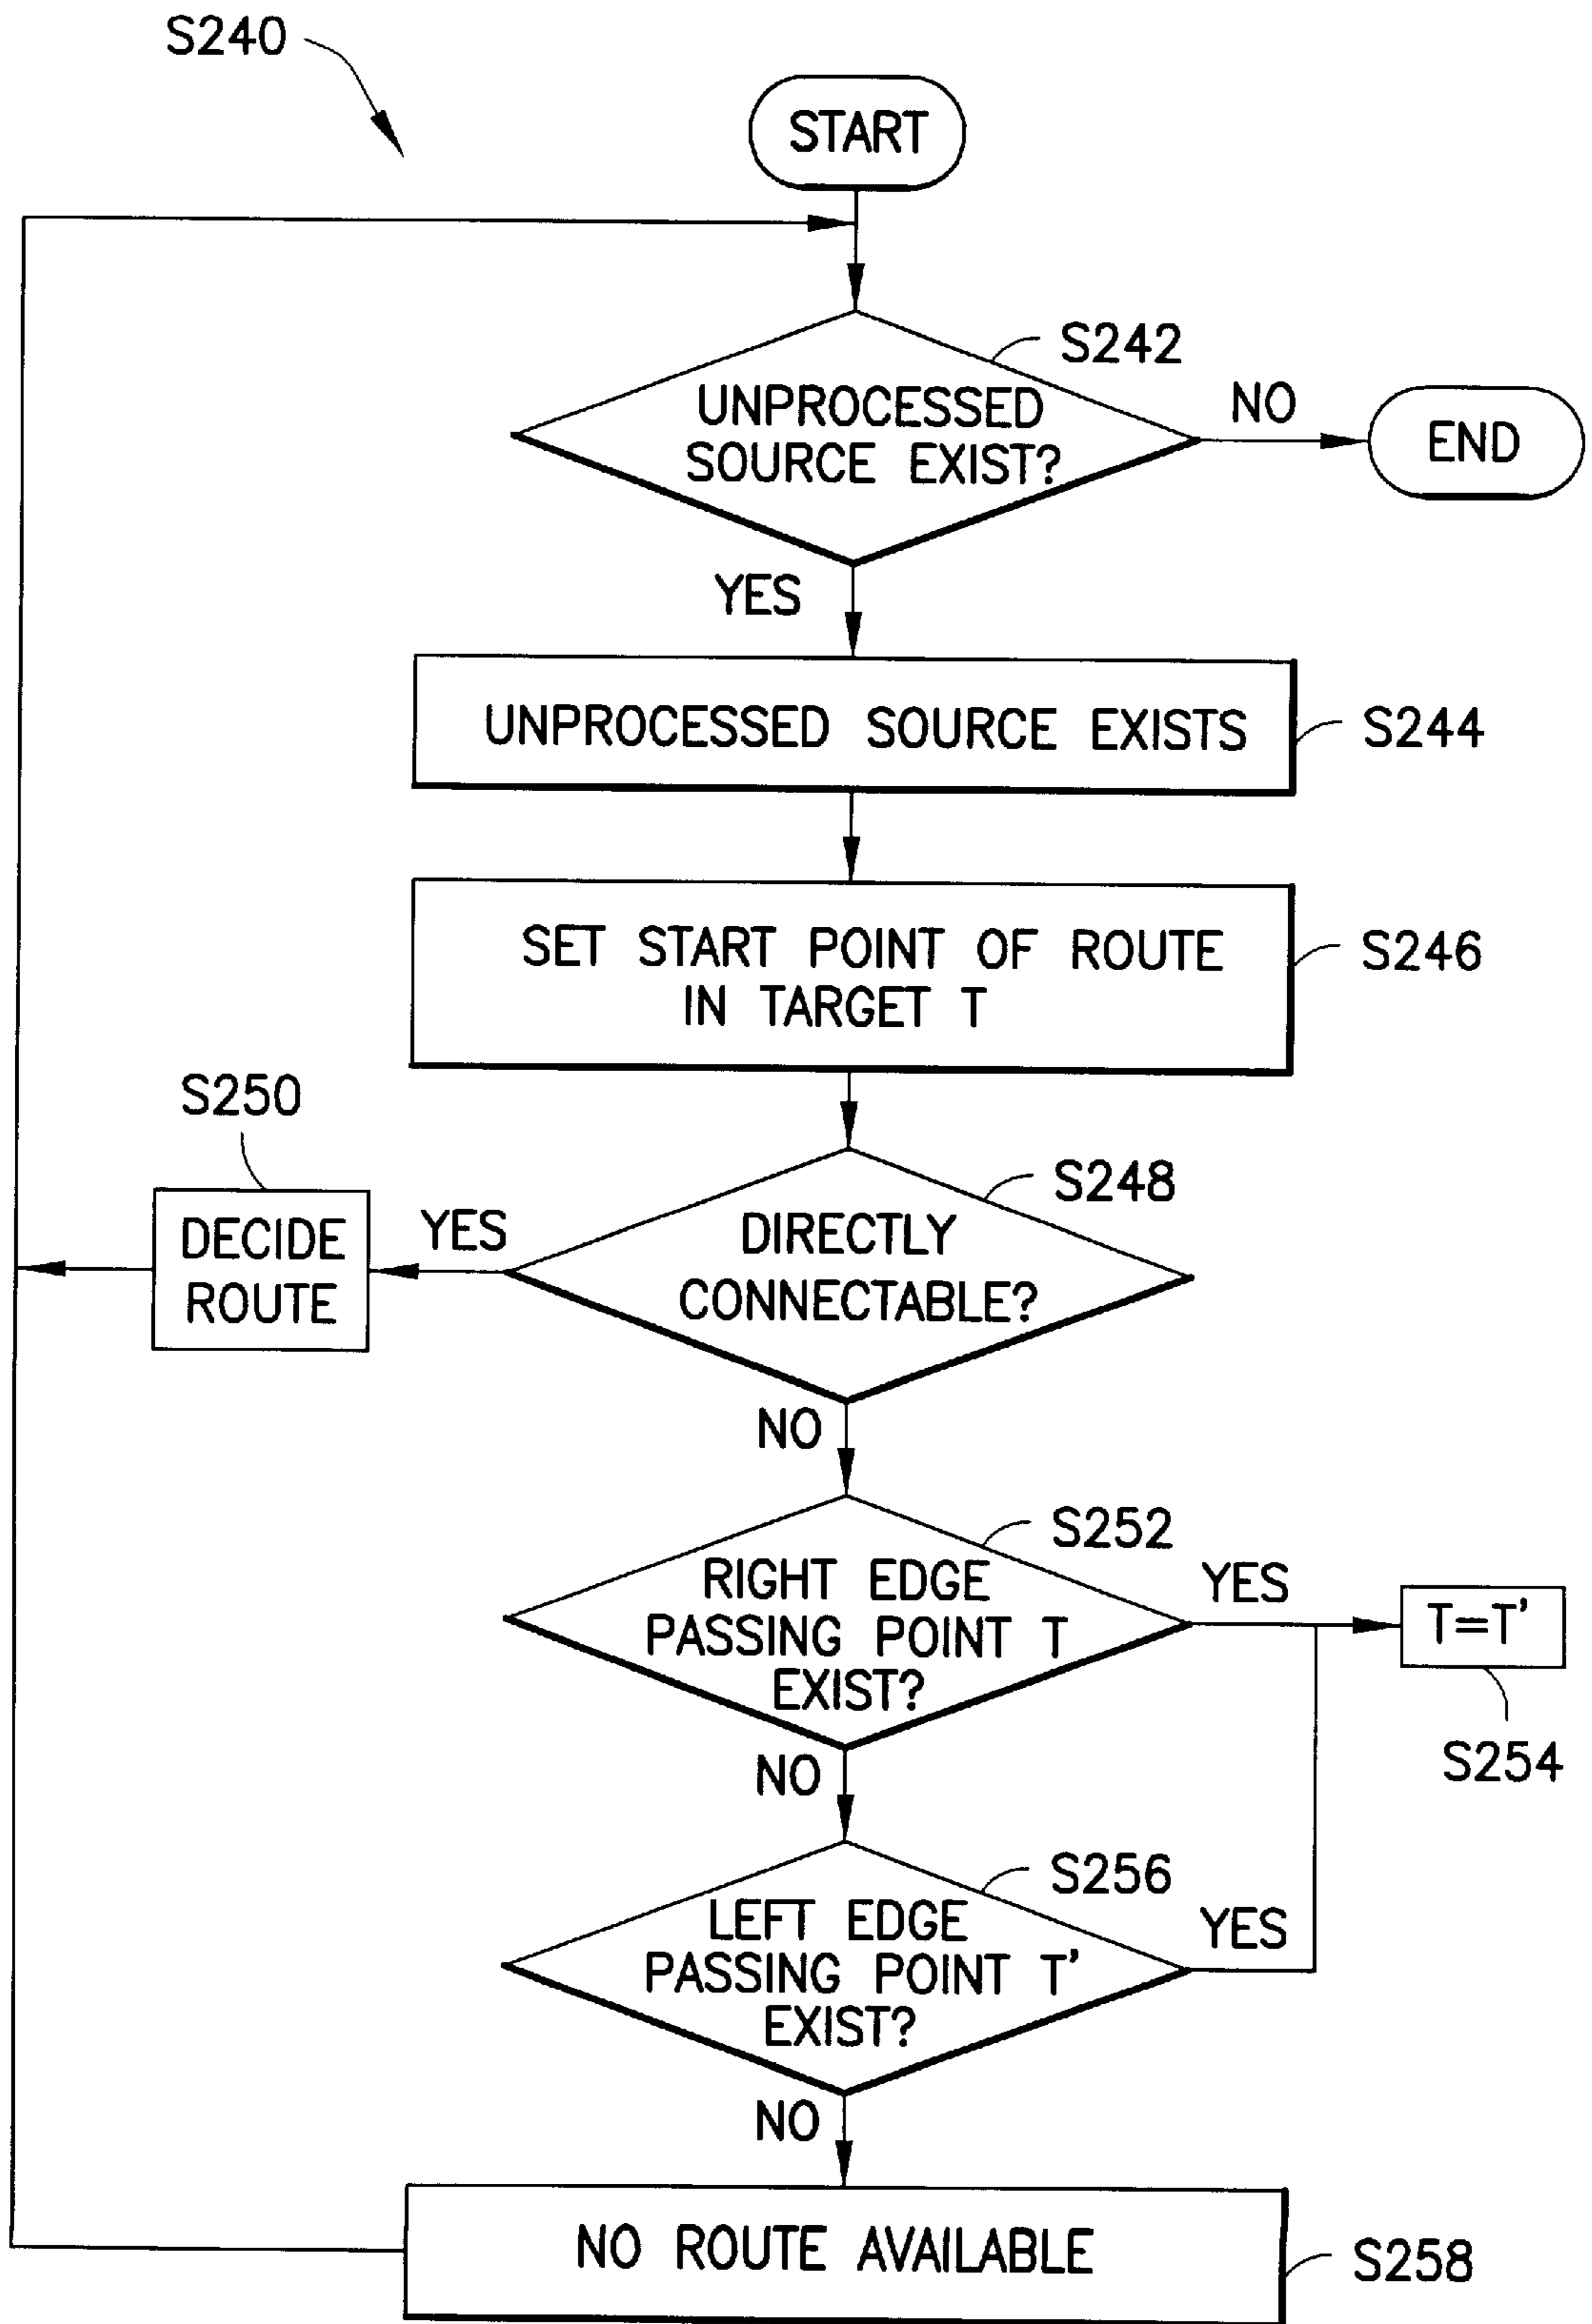 S240
START
S242
UNPROCESSED
SOURCE EXIST?
NO
END
YES
UNPROCESSED SOURCE EXISTS
S244
SET START POINT OF ROUTE
IN TARGET T
S246
S250
S248
DECIDE
ROUTE
YES
DIRECTLY
CONNECTABLE?
NO
S252
RIGHT EDGE
PASSING POINT T
EXIST?
YES
T=T'
S254
NO
S256
LEFT EDGE
PASSING POINT T'
EXIST?
YES
NO
NO ROUTE AVAILABLE
S258